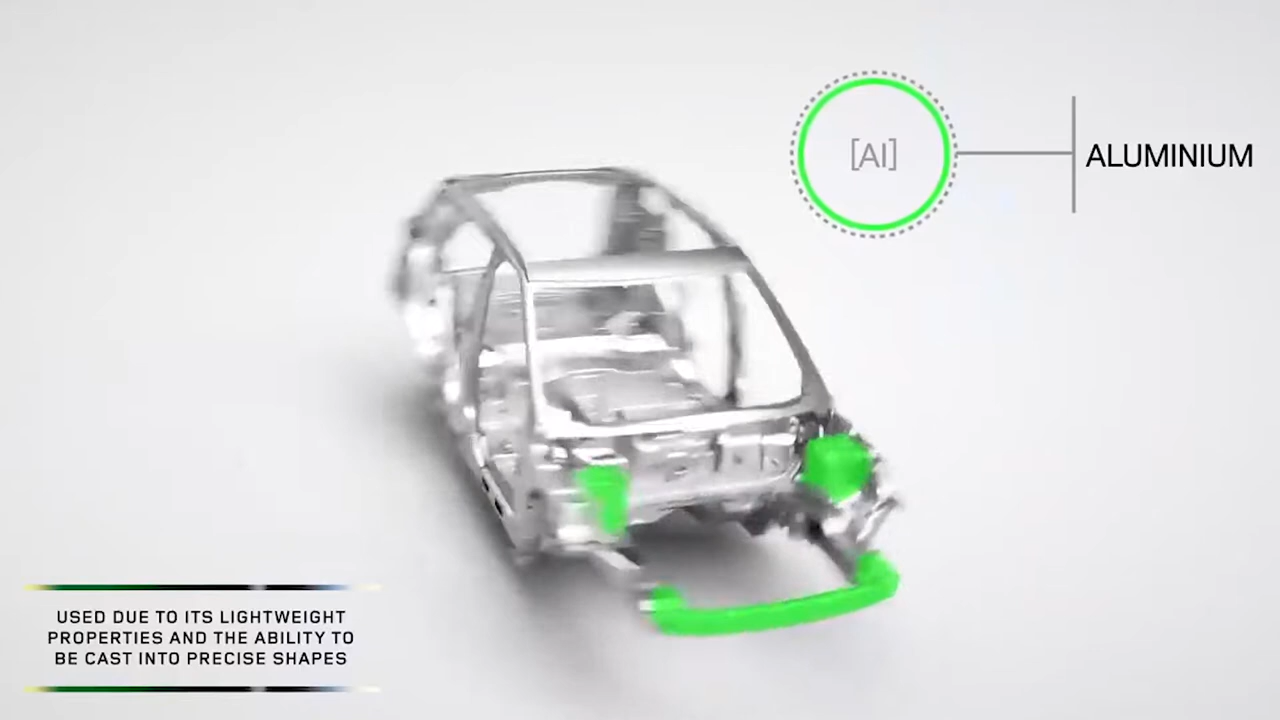 [Al]
ALUMINIUM
USED DUE TO ITS LIGHTWEIGHT
PROPERTIES AND THE ABILITY TO
BE CAST INTO PRECISE SHAPES